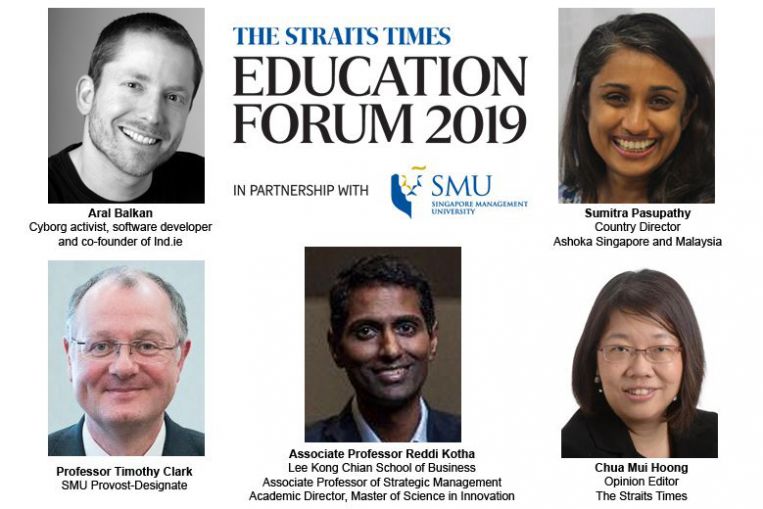 THE STRAITS TIMES
EDUCATION
FORUM 2019
IN PARTNERSHIP WITH
SMU
SINGAPORE MANAGEMENT
UNIVERSITY
Aral Balkan
Cyborg activist, software developer
and co-founder of Ind.ie
Sumitra Pasupathy
Country Director
Ashoka Singapore and Malaysia
Professor Timothy Clark
SMU Provost-Designate
Associate Professor Reddi Kotha
Lee Kong Chian School of Business
Associate Professor of Strategic Management
Academic Director, Master of Science in Innovation
Chua Mui Hoong
Opinion Editor
The Straits Times